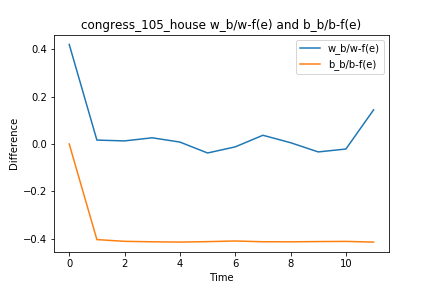 congress_105_house w_b/w-f(e) and b_b/b-f(e)
w_b/w-f(e)
b_b/b-f(e)
Difference
0.4
0.2
0.0
−0.2
−0.4
0 2 4 6 8 10
Time